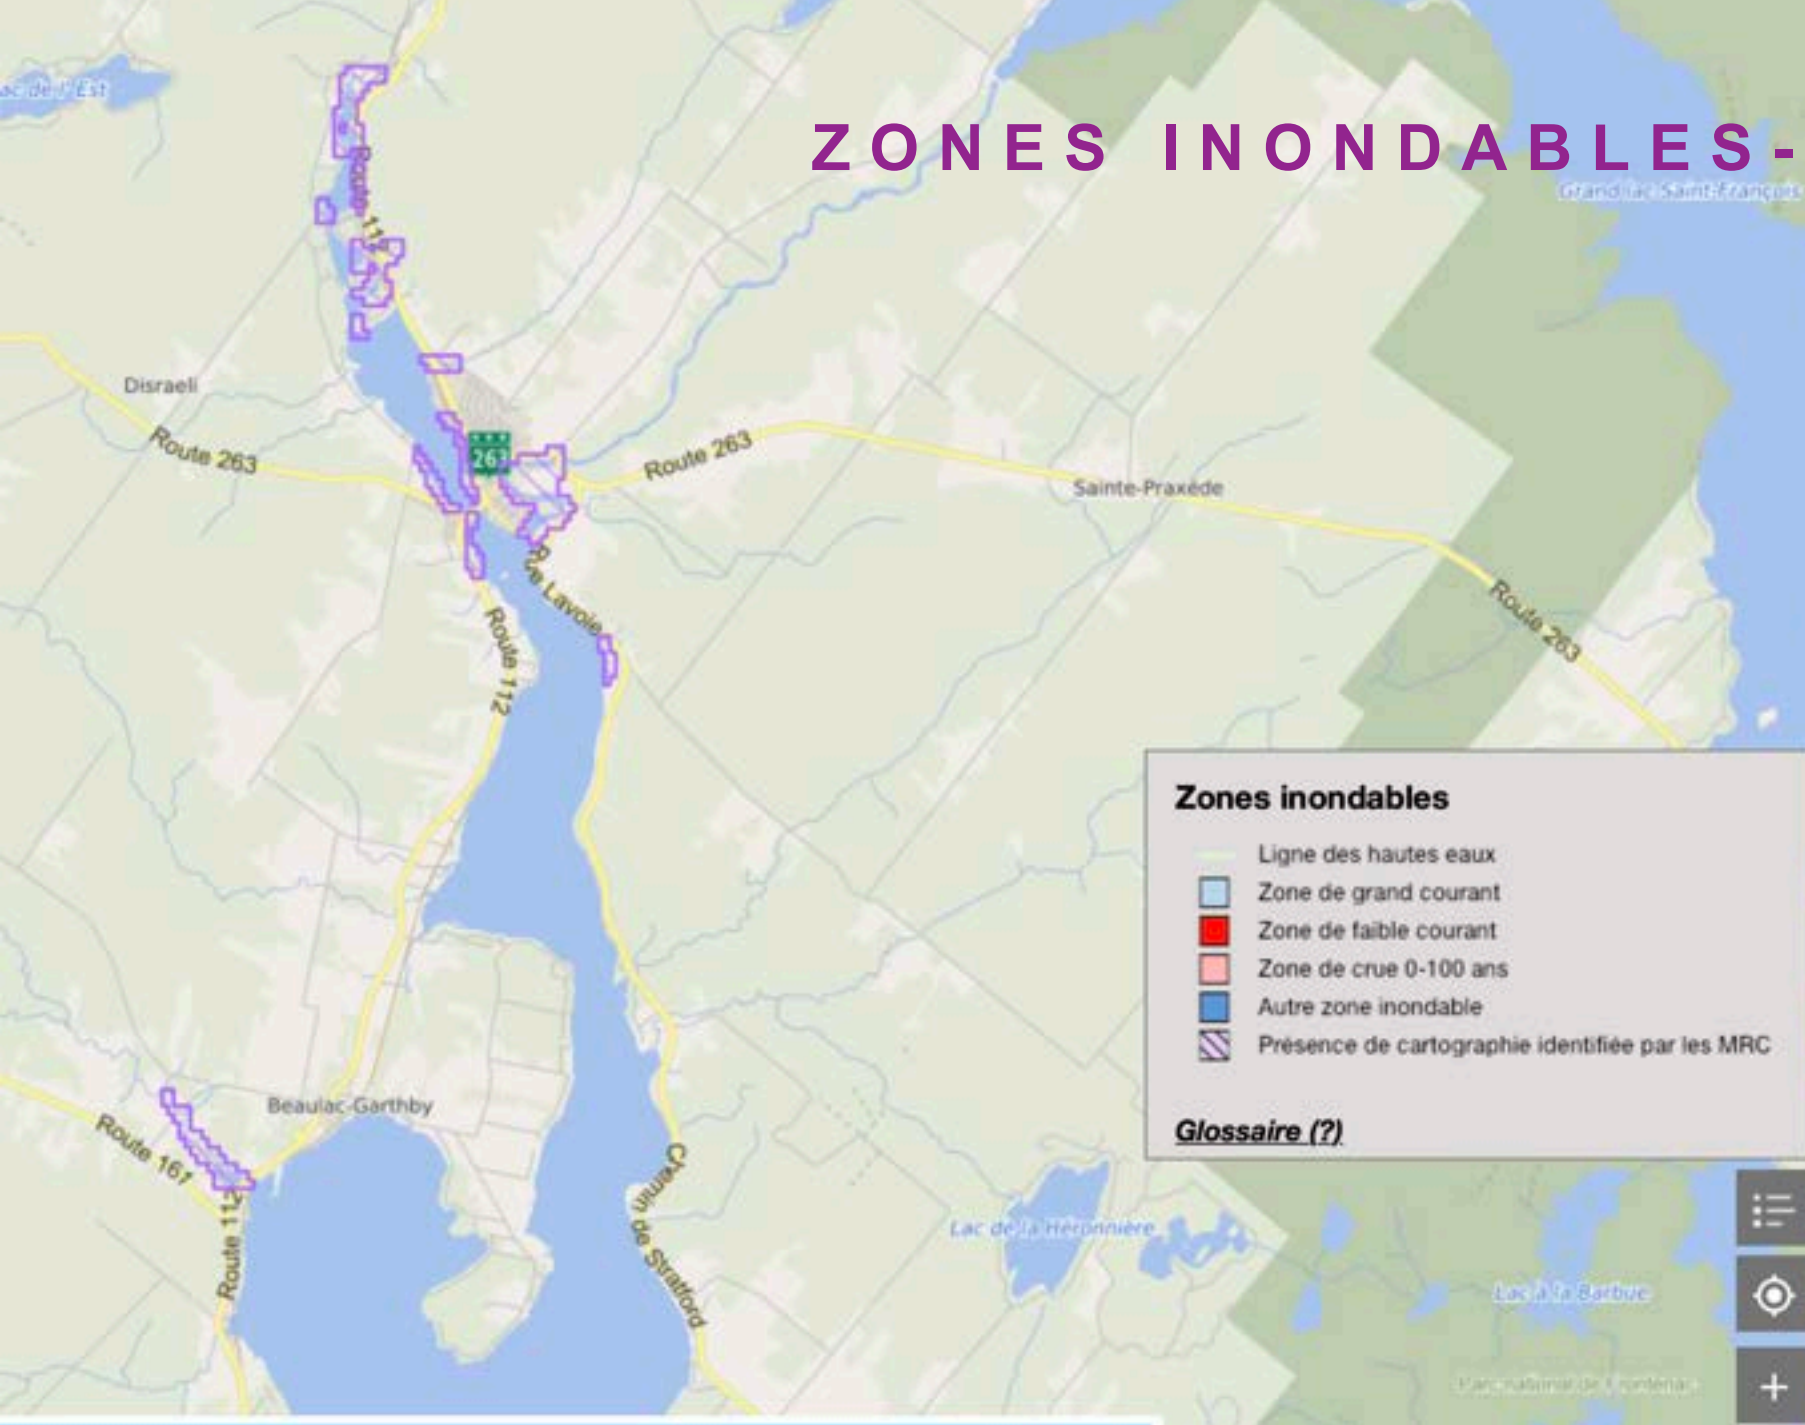 ZONES INONDABLES-
ac de l'Est
Grand lac Saint-François
Route 112
Disraeli
Route 263
263
Route 263
Sainte-Praxède
Rue Lavoie
Route 263
Route 112
Zones inondables
Ligne des hautes eaux
Zone de grand courant
Zone de faible courant
Zone de crue 0-100 ans
Autre zone inondable
Présence de cartographie identifiée par les MRC
Glossaire (?)
Beaulac-Garthby
Route 161
Route 112
Chemin de Stratford
Lac de la Héronnière
Lac à la Barbue
Parc national de Frontenac